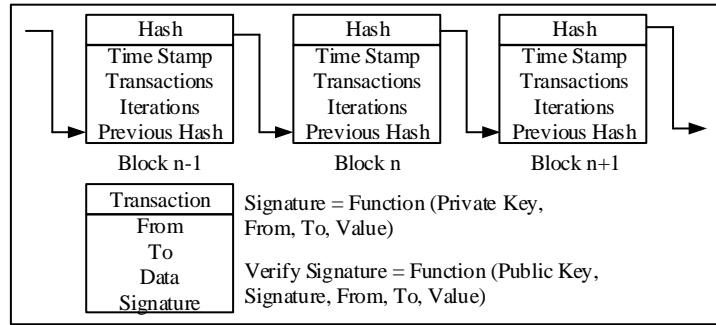 Hash
Time Stamp
Transactions
Iterations
Previous Hash
Block n-1
Hash
Time Stamp
Transactions
Iterations
Previous Hash
Block n
Hash
Time Stamp
Transactions
Iterations
Previous Hash
Block n+1
Transaction
From
To
Data
Signature
Signature = Function (Private Key,
From, To, Value)
Verify Signature = Function (Public Key,
Signature, From, To, Value)